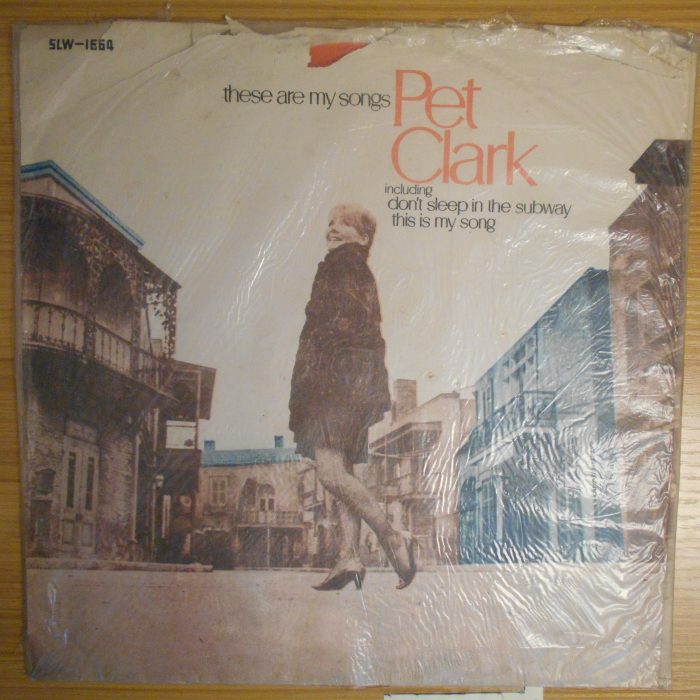 SLW-1664
these are my songs Pet
Clark
including
don't sleep in the subway
this is my song